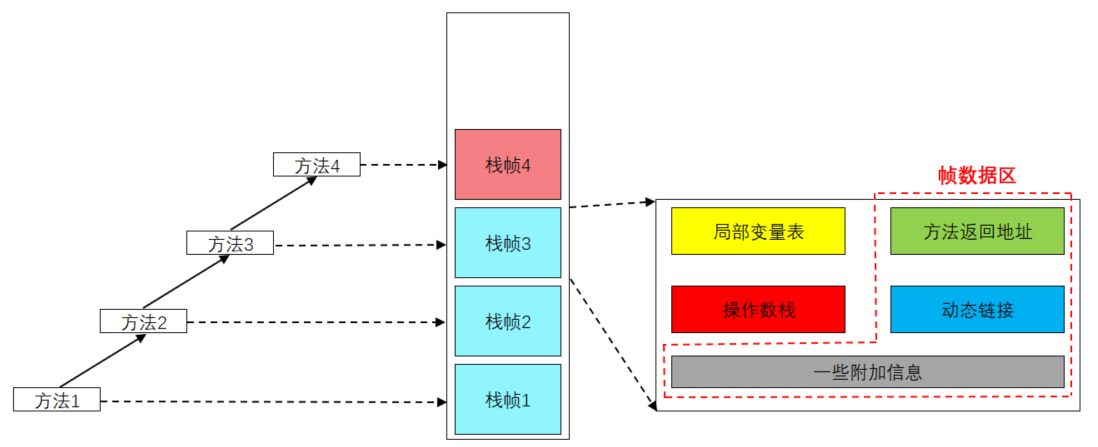 方法4
方法3
方法2
方法1
栈帧4
栈帧3
栈帧2
栈帧1
帧数据区
局部变量表
方法返回地址
操作数栈
动态链接
一些附加信息